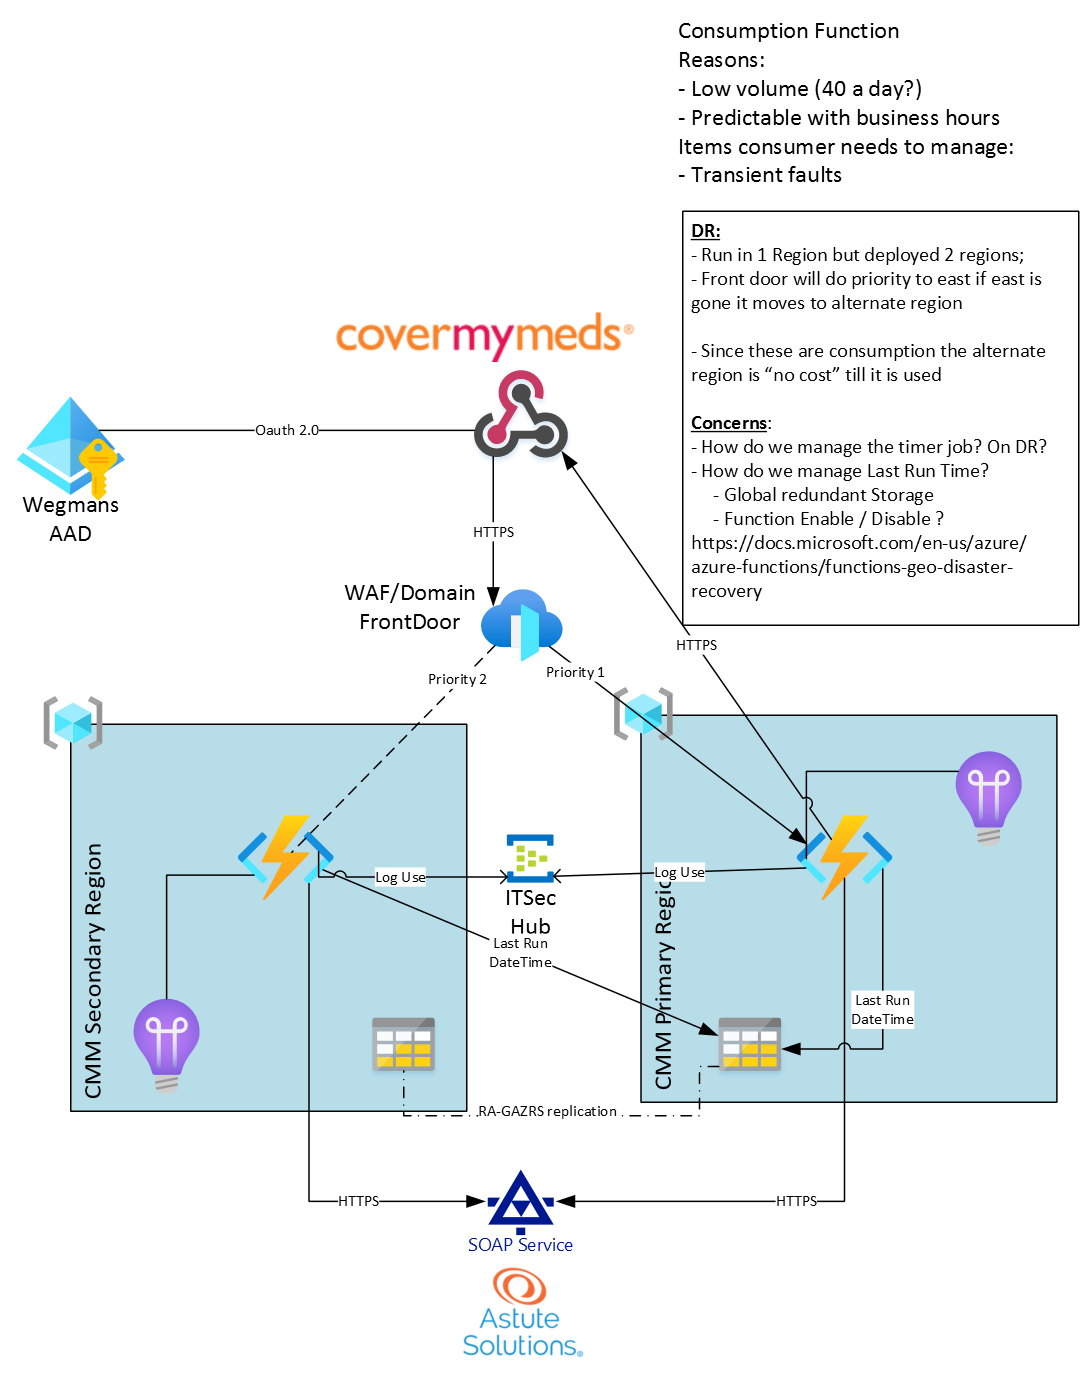 Consumption Function
Reasons:
- Low volume (40 a day?)
- Predictable with business hours
Items consumer needs to manage:
- Transient faults
DR:
- Run in 1 Region but deployed 2 regions;
- Front door will do priority to east if east is
gone it moves to alternate region
- Since these are consumption the alternate
region is “no cost” till it is used
Concerns:
- How do we manage the timer job? On DR?
- How do we manage Last Run Time?
- Global redundant Storage
- Function Enable / Disable ?
https://docs.microsoft.com/en-us/azure/
azure-functions/functions-geo-disaster-
recovery
covermymeds®
Oauth 2.0
Wegmans
AAD
HTTPS
WAF/Domain
FrontDoor
HTTPS
Priority 2
Priority 1
CMM Secondary Region
Log Use
ITSec
Hub
Log Use
CMM Primary Region
Last Run
DateTime
Last Run
DateTime
RA-GAZRS replication
HTTPS
HTTPS
SOAP Service
Astute
Solutions®